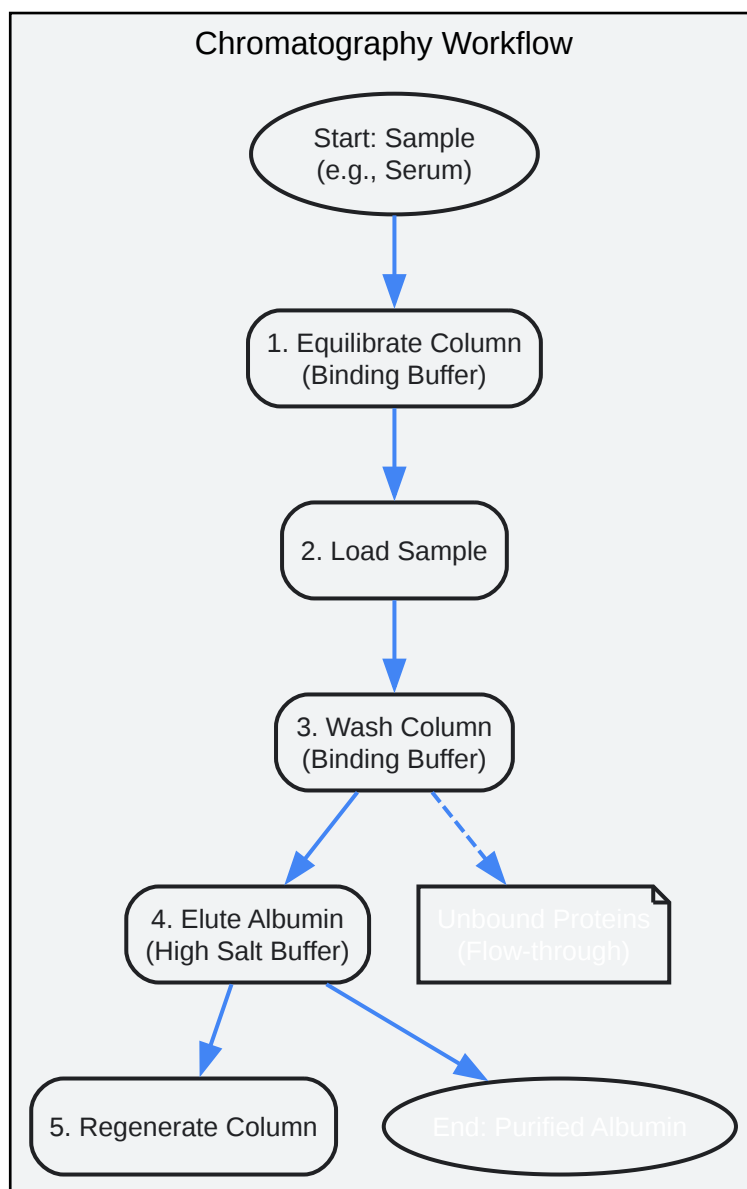 Chromatography Workflow
Start: Sample
(e.g., Serum)
1. Equilibrate Column
(Binding Buffer)
2. Load Sample
3. Wash Column
(Binding Buffer)
4. Elute Albumin
(High Salt Buffer)
Unbound Proteins
(Flow-through)
5. Regenerate Column
End: Purified Albumin